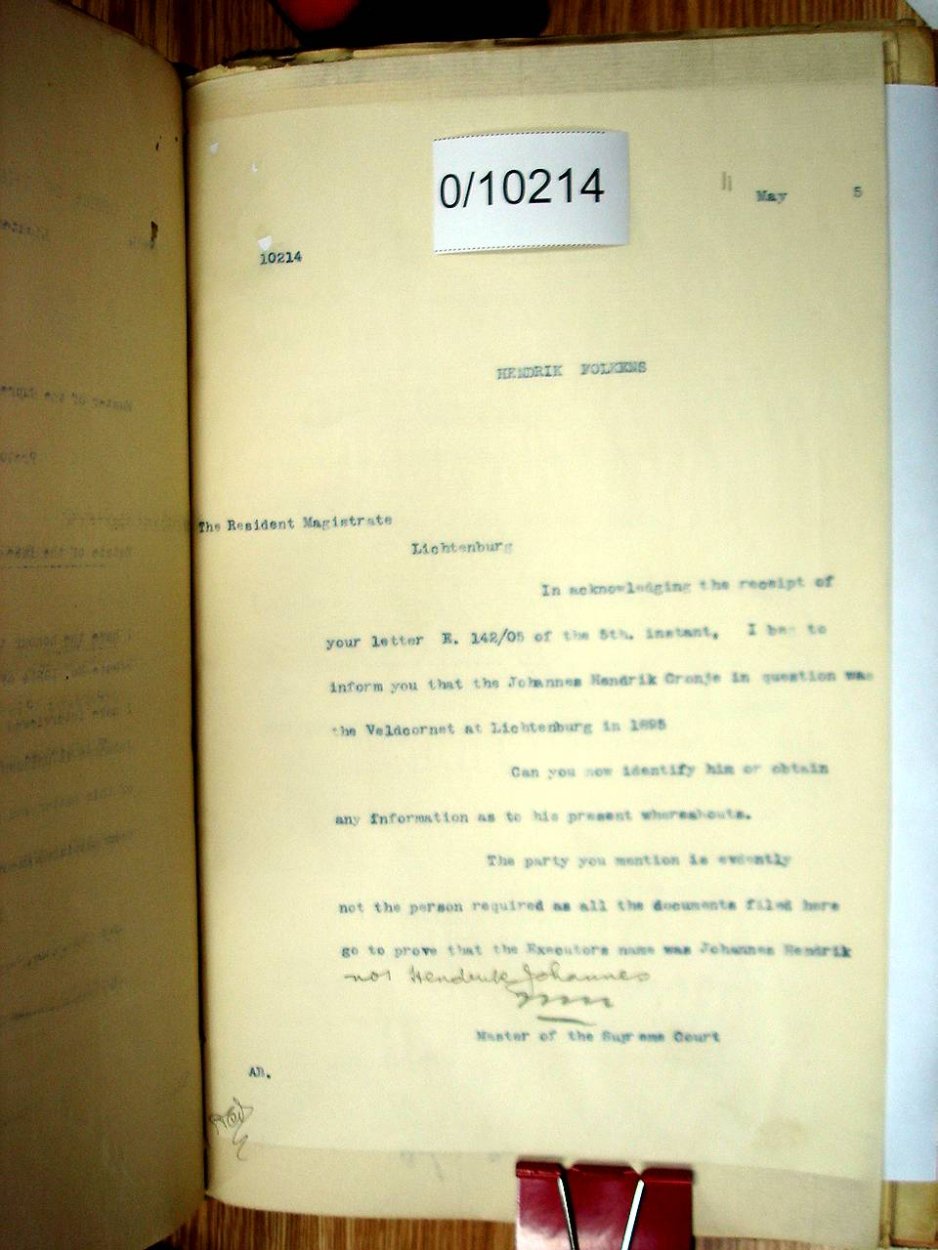 0/10214
11 May 5
10214
HENDRIK FOLKENS
The Resident Magistrate
Lichtenburg
In acknowledging the receipt of
your letter E. 142/05 of the 5th. instant, I beg to
inform you that the Johannes Hendrik Cronje in question was
the Veldcornet at Lichtenburg in 1895
Can you now identify him or obtain
any information as to his present whereabouts.
The party you mention is evdently
not the person required as all the documents filed here
go to prove that the Executors name was Johannes Hendrik
not Hendrik Johannes
Master of the Supreme Court
AB.